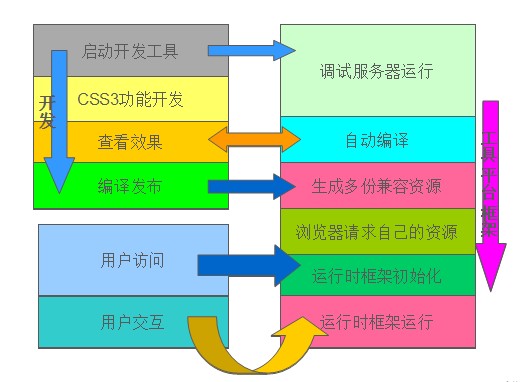 启动开发工具
CSS3功能开发
查看效果
编译发布
开发
用户访问
用户交互
调试服务器运行
自动编译
生成多份兼容资源
浏览器请求自己的资源
运行时框架初始化
运行时框架运行
工具平台框架